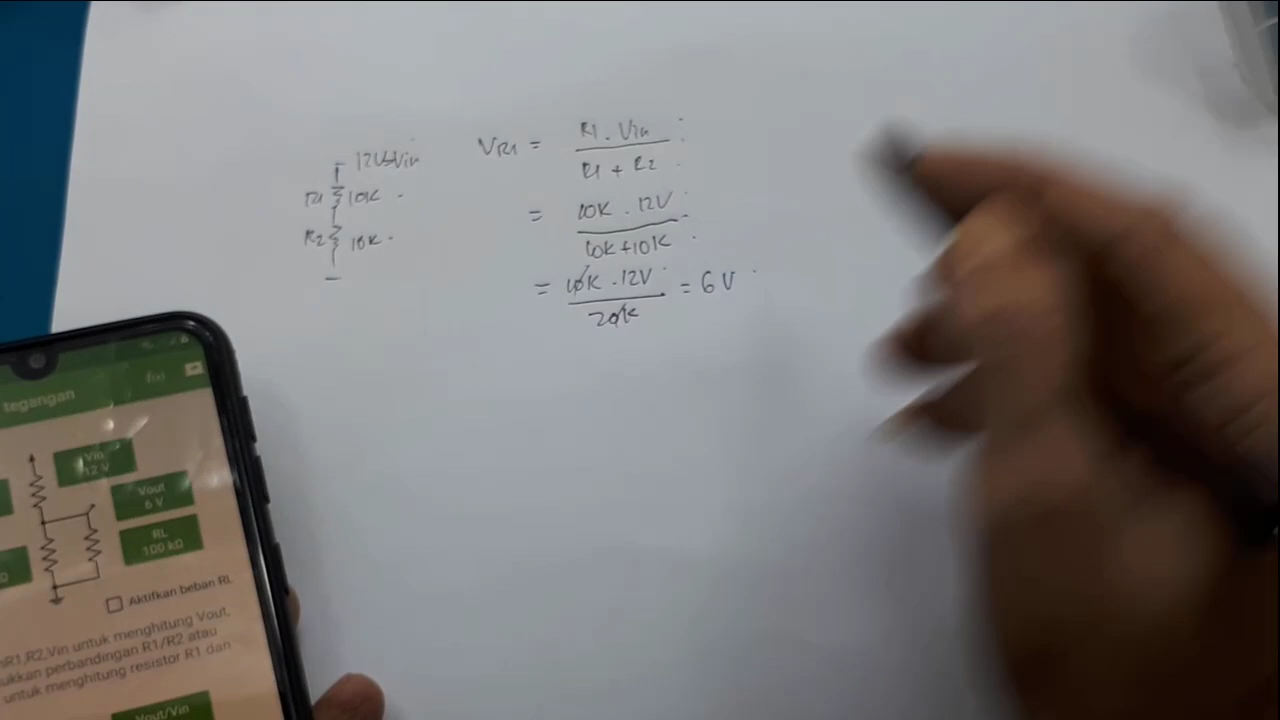 12V=Vin
R1 10K
R2 10K
VR1 = R1 . Vin
R1 + R2
= 10K . 12V
10K+10K
= 10K . 12V = 6V
20K
tegangan
f(x)
Vin
12 V
Vout
6 V
RL
100 kΩ
Aktifkan beban RL
R1,R2,Vin untuk menghitung Vout,
perbandingan R1/R2 atau
untuk menghitung resistor R1 dan
Vout/Vin